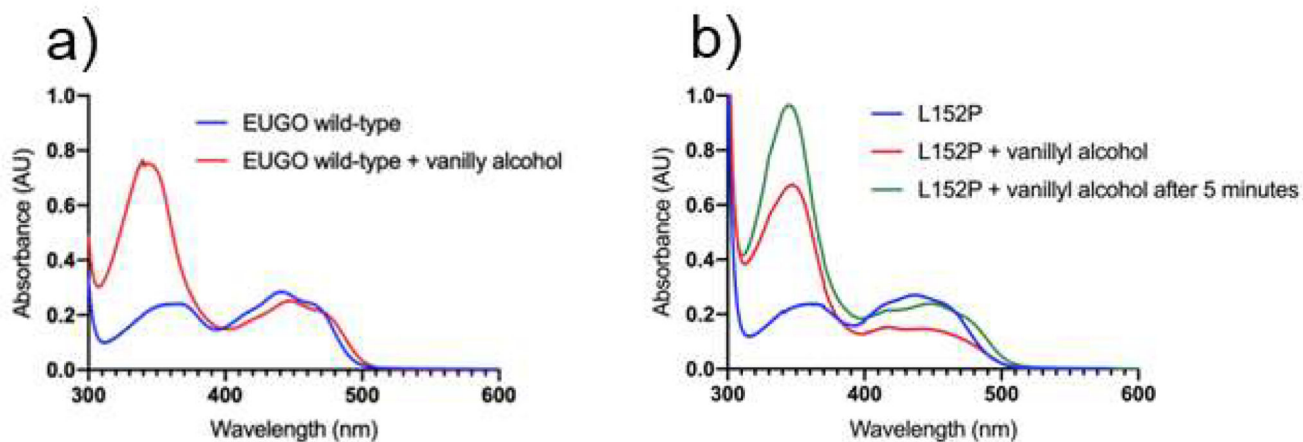 a)
1.0
0.8
0.6
0.4
0.2
0.0
Absorbance (AU)
EUGO wild-type
EUGO wild-type + vanilly alcohol
300
400
500
600
Wavelength (nm)
b)
1.0
0.8
0.6
0.4
0.2
0.0
Absorbance (AU)
L152P
L152P + vanillyl alcohol
L152P + vanillyl alcohol after 5 minutes
300
400
500
600
Wavelength (nm)